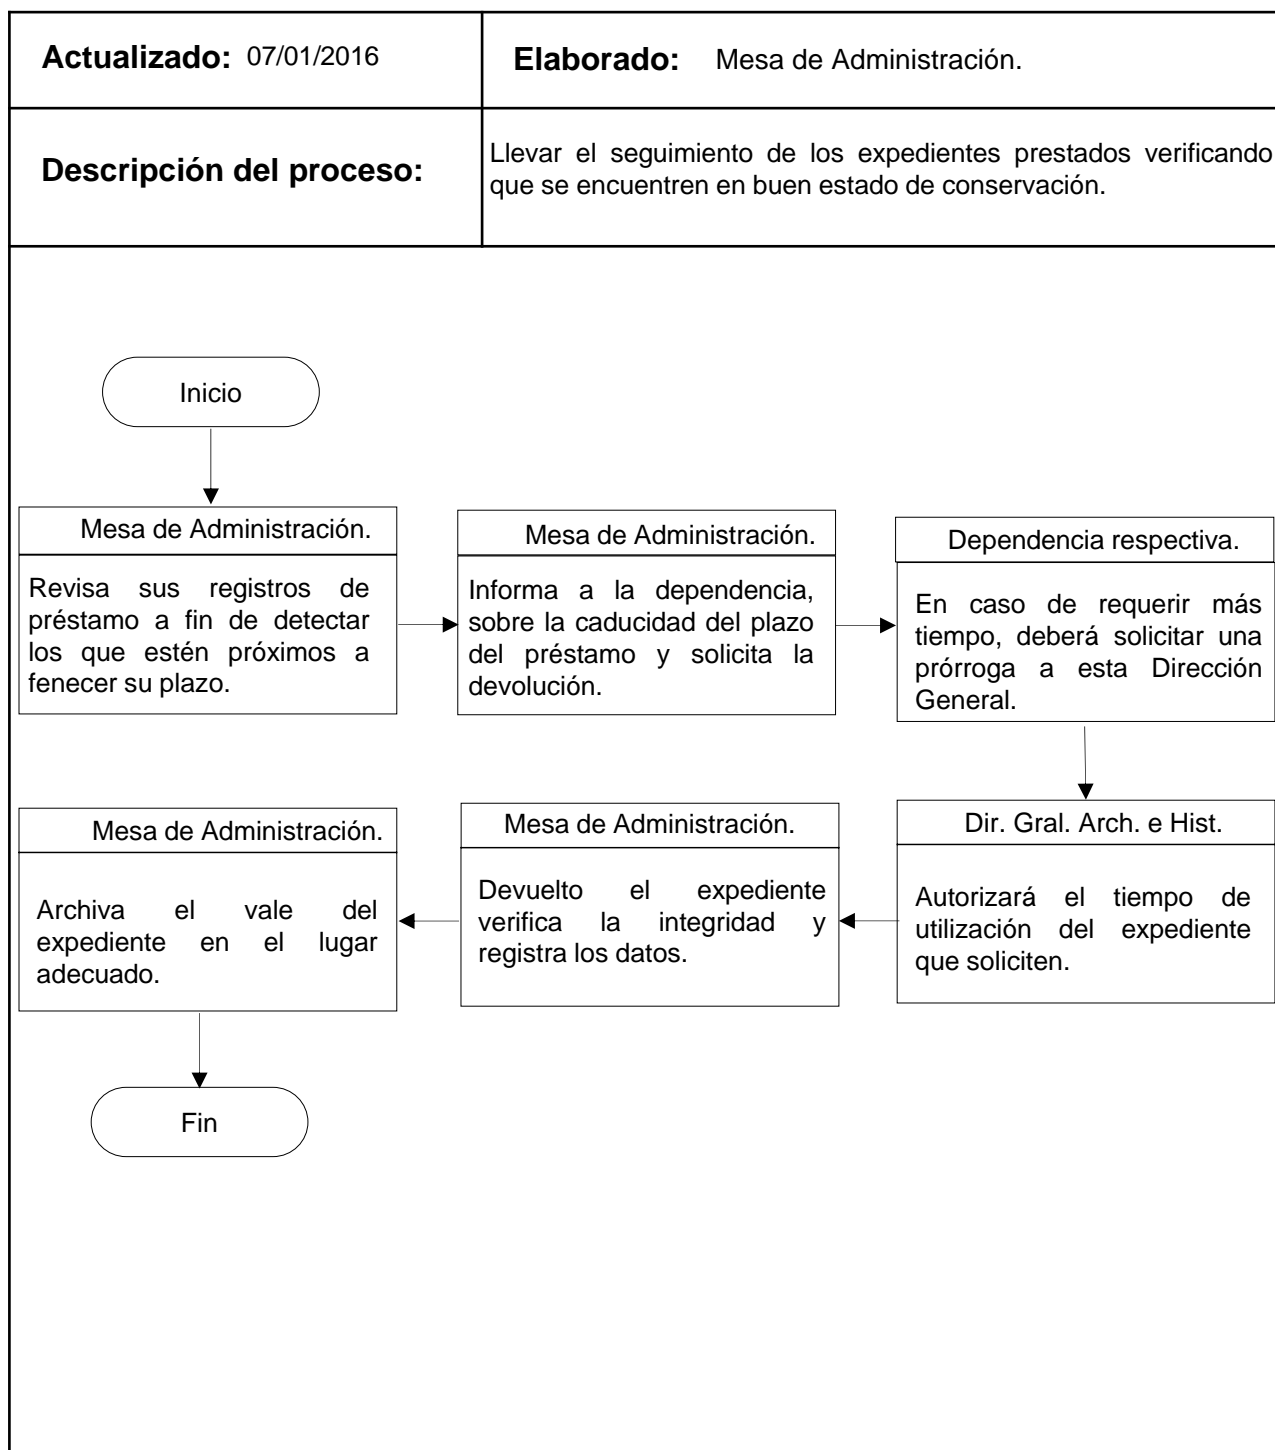 Actualizado: 07/01/2016
Elaborado: Mesa de Administración.
Descripción del proceso:
Llevar el seguimiento de los expedientes prestados verificando
que se encuentren en buen estado de conservación.
Inicio
Mesa de Administración.
Revisa sus registros de
préstamo a fin de detectar
los que estén próximos a
fenecer su plazo.
Mesa de Administración.
Informa a la dependencia,
sobre la caducidad del plazo
del préstamo y solicita la
devolución.
Dependencia respectiva.
En caso de requerir más
tiempo, deberá solicitar una
prórroga a esta Dirección
General.
Dir. Gral. Arch. e Hist.
Autorizará el tiempo de
utilización del expediente
que soliciten.
Mesa de Administración.
Devuelto el expediente
verifica la integridad y
registra los datos.
Mesa de Administración.
Archiva el vale del
expediente en el lugar
adecuado.
Fin